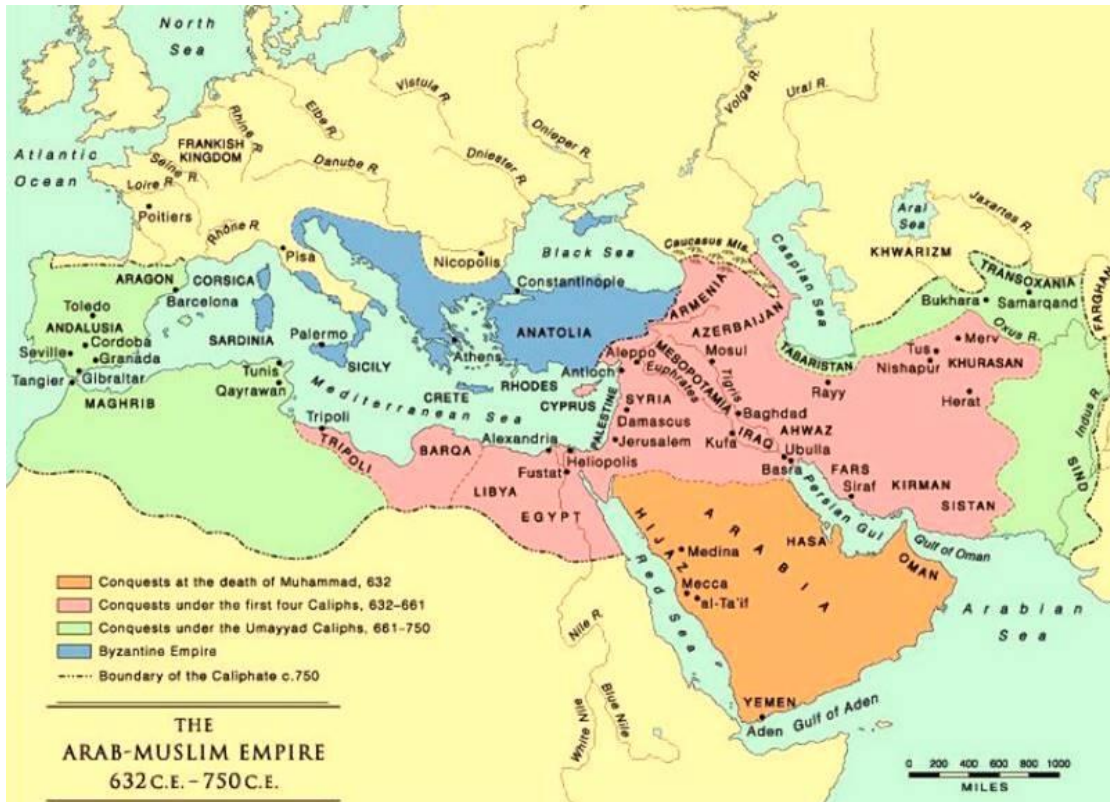 North
Sea
Atlantic
Ocean
FRANKISH
KINGDOM
Rhine R.
Elbe R.
Vistula R.
Seine R.
Loire R.
Poitiers
Rhône R.
Danube R.
Dniester R.
Dnieper R.
Volga R.
Ural R.
Aral
Sea
Jaxartes R.
KHWARIZM
Caspian Sea
Caucasus Mts.
Black Sea
Nicopolis
Constantinople
Pisa
ARAGON
CORSICA
Barcelona
Toledo
ANDALUSIA
Cordoba
Seville
Granada
Tangier
Gibraltar
MAGHRIB
SARDINIA
Palermo
SICILY
Tunis
Qayrawan
Mediterranean Sea
Athens
ANATOLIA
CRETE
RHODES
CYPRUS
ARMENIA
AZERBAIJAN
TABARISTAN
TRANSOXANIA
Bukhara
Samarqand
FARGHAN
Oxus R.
Merv
Tus
KHURASAN
Nishapur
Rayy
Herat
Indus R.
SIND
Aleppo
Antioch
MESOPOTAMIA
Mosul
Euphrates
Tigris
SYRIA
Damascus
PALESTINE
Jerusalem
Baghdad
IRAQ
Kufa
AHWAZ
Ubulla
Basra
FARS
Siraf
KIRMAN
SISTAN
Persian Gulf
Gulf of Oman
Tripoli
TRIPOLI
BARQA
Alexandria
Heliopolis
Fustat
LIBYA
EGYPT
ARABIA
HIJAZ
HASA
OMAN
Medina
Mecca
al-Ta'if
Red Sea
YEMEN
Aden
Gulf of Aden
Arabian
Sea
Nile R.
White Nile
Blue Nile
Conquests at the death of Muhammad, 632
Conquests under the first four Caliphs, 632–661
Conquests under the Umayyad Caliphs, 661–750
Byzantine Empire
Boundary of the Caliphate c.750
THE
ARAB-MUSLIM EMPIRE
632 C.E. – 750 C.E.
0 200 400 600 800 1000
MILES